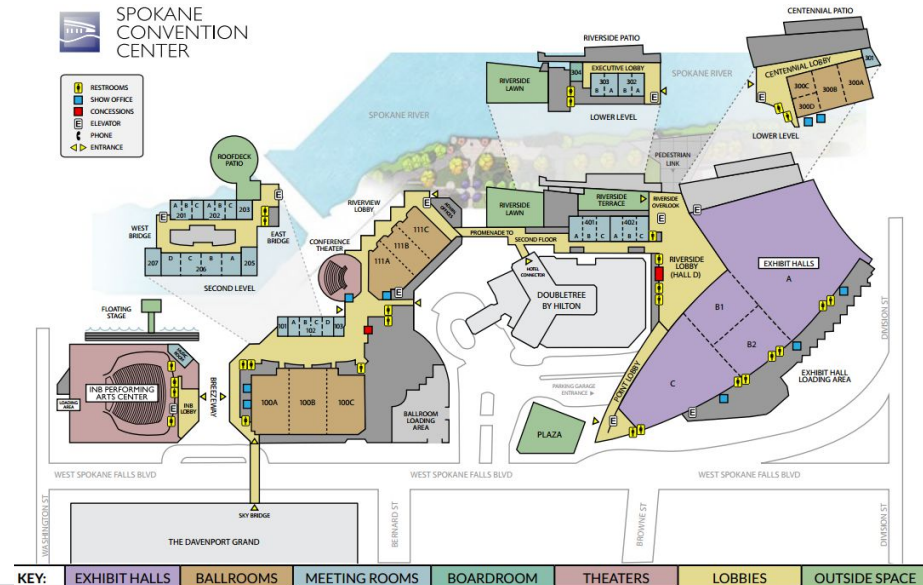 SPOKANE
CONVENTION
CENTER
RESTROOMS
SHOW OFFICE
CONCESSIONS
E ELEVATOR
PHONE
ENTRANCE
SPOKANE RIVER
RIVERSIDE PATIO
RIVERSIDE
LAWN
304
EXECUTIVE LOBBY
303
302
B A
B A
E
LOWER LEVEL
SPOKANE RIVER
CENTENNIAL PATIO
CENTENNIAL LOBBY
301
300C
300B
300A
300D
E
LOWER LEVEL
PEDESTRIAN
LINK
ROOFDECK
PATIO
E
A B C
201
A B C
202
203
WEST
BRIDGE
E
EAST
BRIDGE
207
D C B A
206
205
SECOND LEVEL
RIVERVIEW
LOBBY
CONFERENCE
THEATER
E
111C
111B
111A
E
101
A B C D
102
103
PROMENADE TO
SECOND FLOOR
RIVERSIDE
LAWN
RIVERSIDE
TERRACE
RIVERSIDE
OVERLOOK
E
401
402
A B C
A B C
E
HOTEL
CONNECTOR
DOUBLETREE
BY HILTON
RIVERSIDE
LOBBY
(HALL D)
EXHIBIT HALLS
A
B1
B2
C
POINT LOBBY
E
E
EXHIBIT HALL
LOADING AREA
PARKING GARAGE
ENTRANCE
PLAZA
FLOATING
STAGE
INB PERFORMING
ARTS CENTER
LOADING
AREA
INB
LOBBY
E
BREEZEWAY
100A
100B
100C
BALLROOM
LOADING
AREA
WEST SPOKANE FALLS BLVD
WEST SPOKANE FALLS BLVD
WEST SPOKANE FALLS BLVD
WASHINGTON ST
BERNARD ST
BROWNE ST
DIVISION ST
DIVISION ST
SKY BRIDGE
THE DAVENPORT GRAND
KEY:
EXHIBIT HALLS
BALLROOMS
MEETING ROOMS
BOARDROOM
THEATERS
LOBBIES
OUTSIDE SPACE